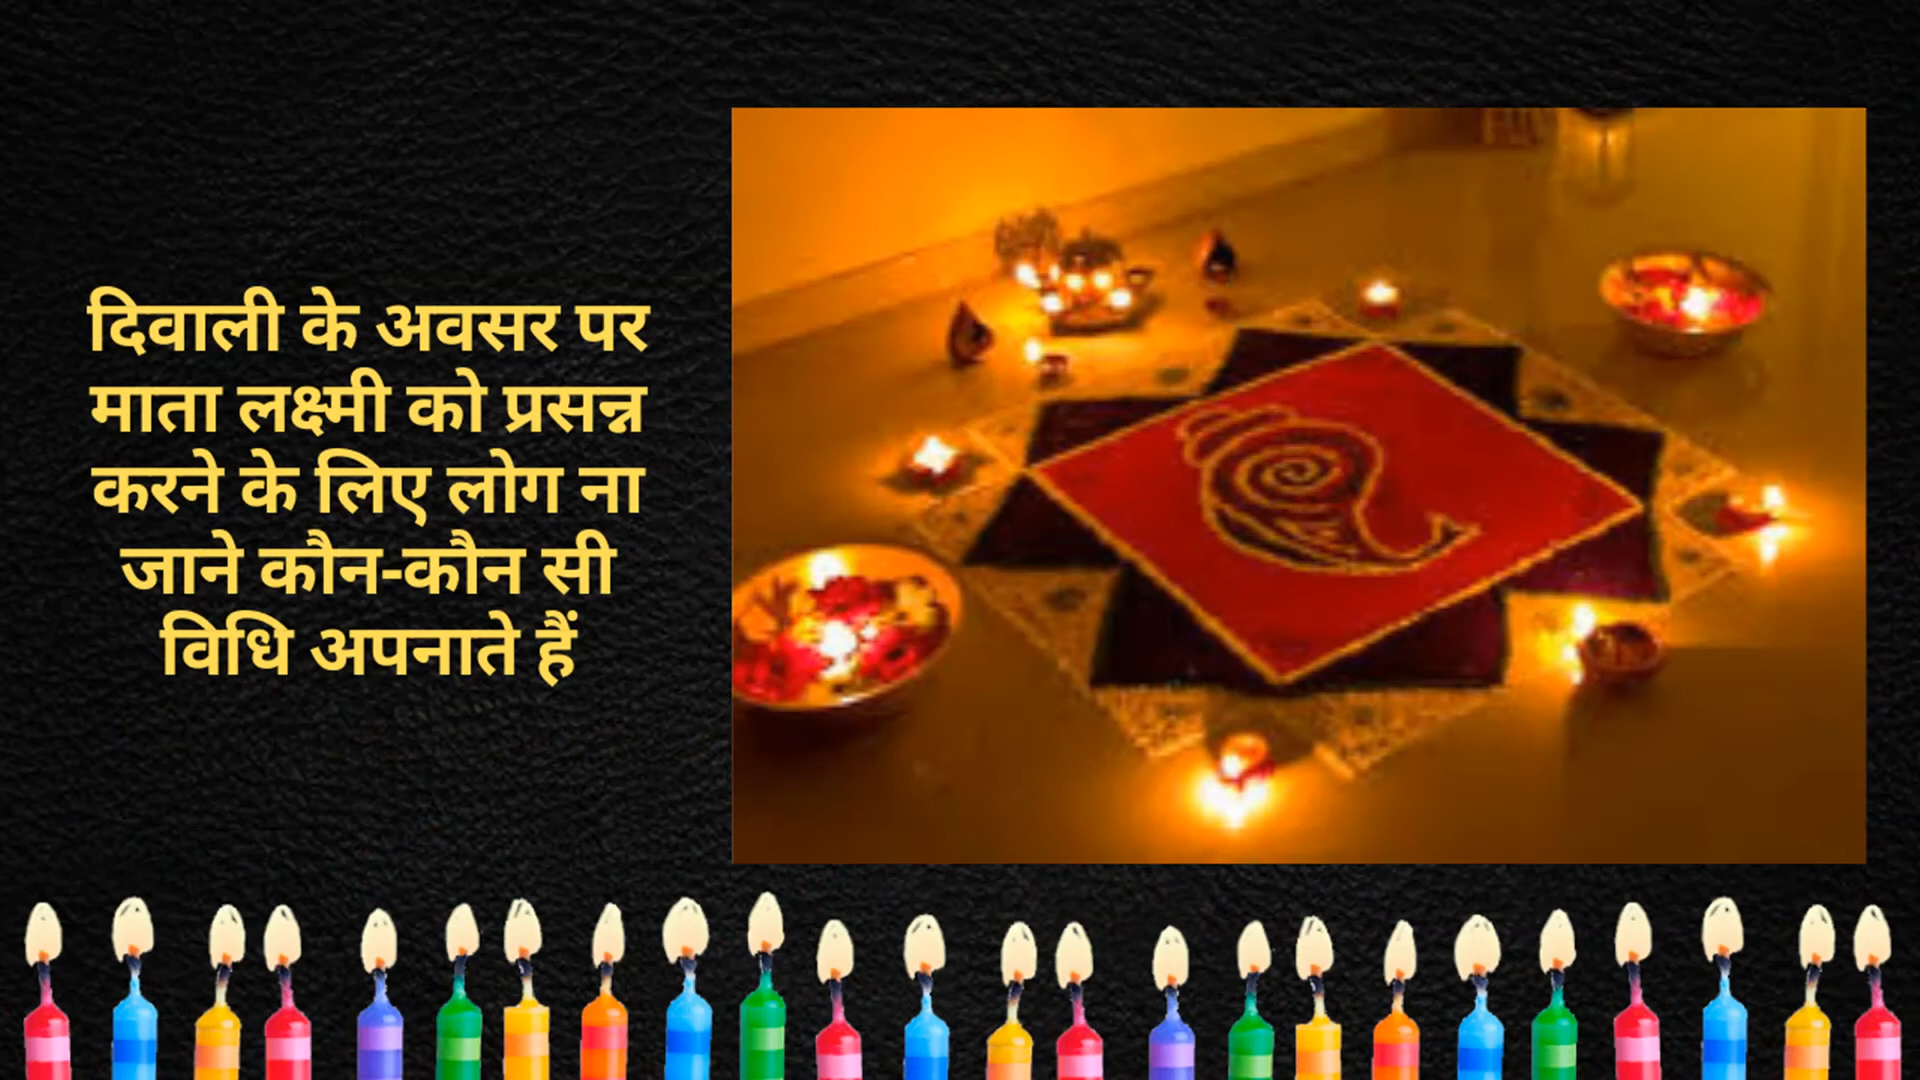 दिवाली के अवसर पर
माता लक्ष्मी को प्रसन्न
करने के लिए लोग ना
जाने कौन-कौन सी
विधि अपनाते हैं